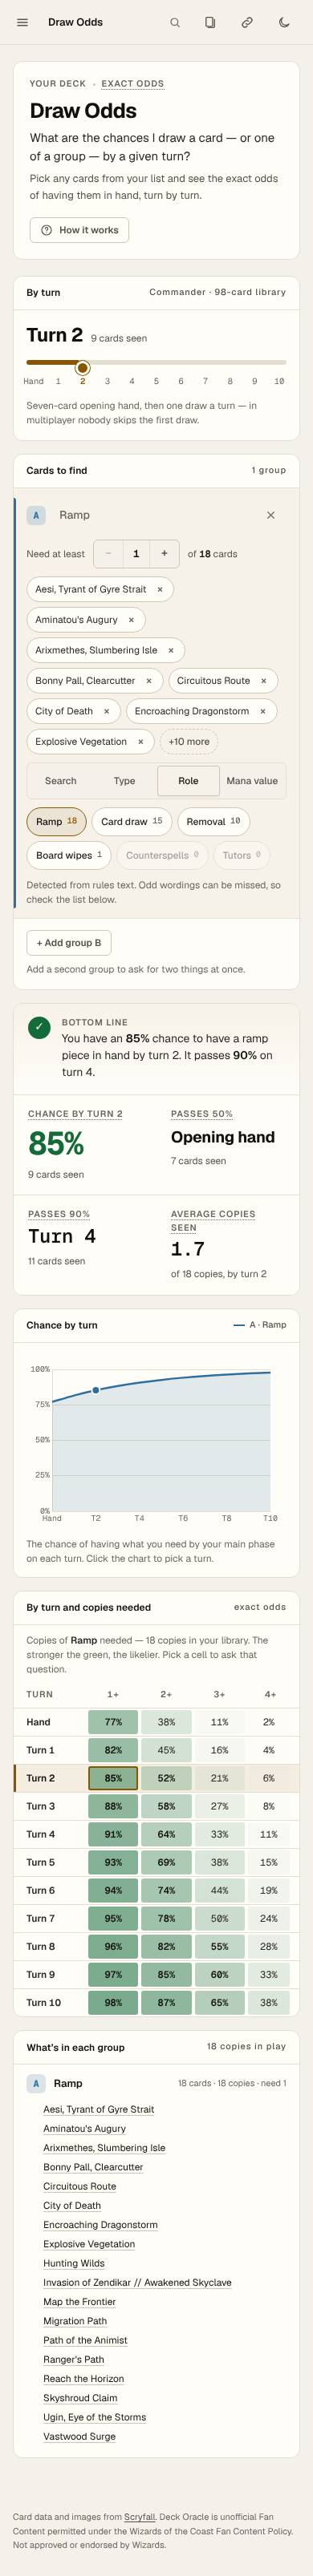 Draw Odds
YOUR DECK · EXACT ODDS
Draw Odds
What are the chances I draw a card — or one
of a group — by a given turn?
Pick any cards from your list and see the exact odds
of having them in hand, turn by turn.
How it works
By turn
Commander · 98-card library
Turn 2 9 cards seen
Hand 1 2 3 4 5 6 7 8 9 10
Seven-card opening hand, then one draw a turn — in
multiplayer nobody skips the first draw.
Cards to find
1 group
A Ramp ×
Need at least − 1 + of 18 cards
Aesi, Tyrant of Gyre Strait ×
Aminatou's Augury ×
Arixmethes, Slumbering Isle ×
Bonny Pall, Clearcutter × Circuitous Route ×
City of Death × Encroaching Dragonstorm ×
Explosive Vegetation × +10 more
Search Type Role Mana value
Ramp 18 Card draw 15 Removal 10
Board wipes 1 Counterspells 0 Tutors 0
Detected from rules text. Odd wordings can be missed, so
check the list below.
+ Add group B
Add a second group to ask for two things at once.
BOTTOM LINE
You have an 85% chance to have a ramp
piece in hand by turn 2. It passes 90% on
turn 4.
CHANCE BY TURN 2
85%
9 cards seen
PASSES 50%
Opening hand
7 cards seen
PASSES 90%
Turn 4
11 cards seen
AVERAGE COPIES
SEEN
1.7
of 18 copies, by turn 2
Chance by turn
A · Ramp
100%
75%
50%
25%
0%
Hand T2 T4 T6 T8 T10
The chance of having what you need by your main phase
on each turn. Click the chart to pick a turn.
By turn and copies needed
exact odds
Copies of Ramp needed — 18 copies in your library. The
stronger the green, the likelier. Pick a cell to ask that
question.
TURN 1+ 2+ 3+ 4+
Hand 77% 38% 11% 2%
Turn 1 82% 45% 16% 4%
Turn 2 85% 52% 21% 6%
Turn 3 88% 58% 27% 8%
Turn 4 91% 64% 33% 11%
Turn 5 93% 69% 38% 15%
Turn 6 94% 74% 44% 19%
Turn 7 95% 78% 50% 24%
Turn 8 96% 82% 55% 28%
Turn 9 97% 85% 60% 33%
Turn 10 98% 87% 65% 38%
What's in each group
18 copies in play
A Ramp
18 cards · 18 copies · need 1
Aesi, Tyrant of Gyre Strait
Aminatou's Augury
Arixmethes, Slumbering Isle
Bonny Pall, Clearcutter
Circuitous Route
City of Death
Encroaching Dragonstorm
Explosive Vegetation
Hunting Wilds
Invasion of Zendikar // Awakened Skyclave
Map the Frontier
Migration Path
Path of the Animist
Ranger's Path
Reach the Horizon
Skyshroud Claim
Ugin, Eye of the Storms
Vastwood Surge
Card data and images from Scryfall. Deck Oracle is unofficial Fan
Content permitted under the Wizards of the Coast Fan Content Policy.
Not approved or endorsed by Wizards.